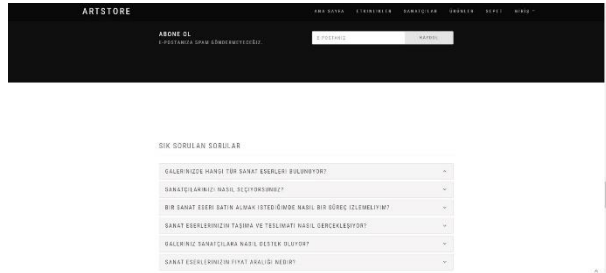 ARTSTORE
ANA SAYFA ETKİNLİKLER SANATÇILAR ÜRÜNLER SEPET GİRİŞ
ABONE OL
E-POSTANIZA SPAM GÖNDERMEYECEĞİZ.
E-POSTANIZ KAYDOL
SIK SORULAN SORULAR
GALERİNİZDE HANGİ TÜR SANAT ESERLERİ BULUNUYOR?
SANATÇILARINIZI NASIL SEÇİYORSUNUZ?
BİR SANAT ESERİ SATIN ALMAK İSTEDİĞİMDE NASIL BİR SÜREÇ İZLEMELİYİM?
SANAT ESERLERİNİZİN TAŞIMA VE TESLİMATI NASIL GERÇEKLEŞİYOR?
GALERİNİZ SANATÇILARA NASIL DESTEK OLUYOR?
SANAT ESERLERİNİZİN FİYAT ARALIĞI NEDİR?